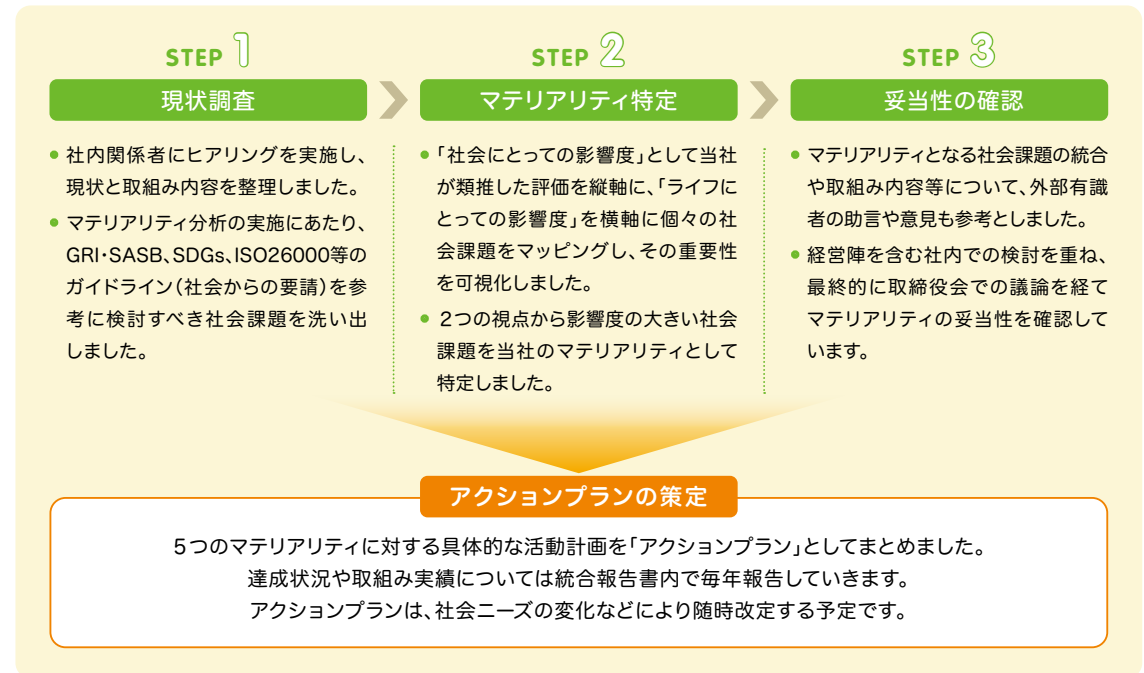 STEP 1
現状調査
● 社内関係者にヒアリングを実施し、
現状と取組み内容を整理しました。
● マテリアリティ分析の実施にあたり、
GRI・SASB、SDGs、ISO26000等の
ガイドライン（社会からの要請）を参
考に検討すべき社会課題を洗い出
しました。
STEP 2
マテリアリティ特定
● 「社会にとっての影響度」として当社
が類推した評価を縦軸に、「ライフに
とっての影響度」を横軸に個々の社
会課題をマッピングし、その重要性
を可視化しました。
● 2つの視点から影響度の大きい社会
課題を当社のマテリアリティとして
特定しました。
STEP 3
妥当性の確認
● マテリアリティとなる社会課題の統合
や取組み内容等について、外部有識
者の助言や意見も参考としました。
● 経営陣を含む社内での検討を重ね、
最終的に取締役会での議論を経て
マテリアリティの妥当性を確認して
います。
アクションプランの策定
5つのマテリアリティに対する具体的な活動計画を「アクションプラン」としてまとめました。
達成状況や取組み実績については統合報告書内で毎年報告していきます。
アクションプランは、社会ニーズの変化などにより随時改定する予定です。